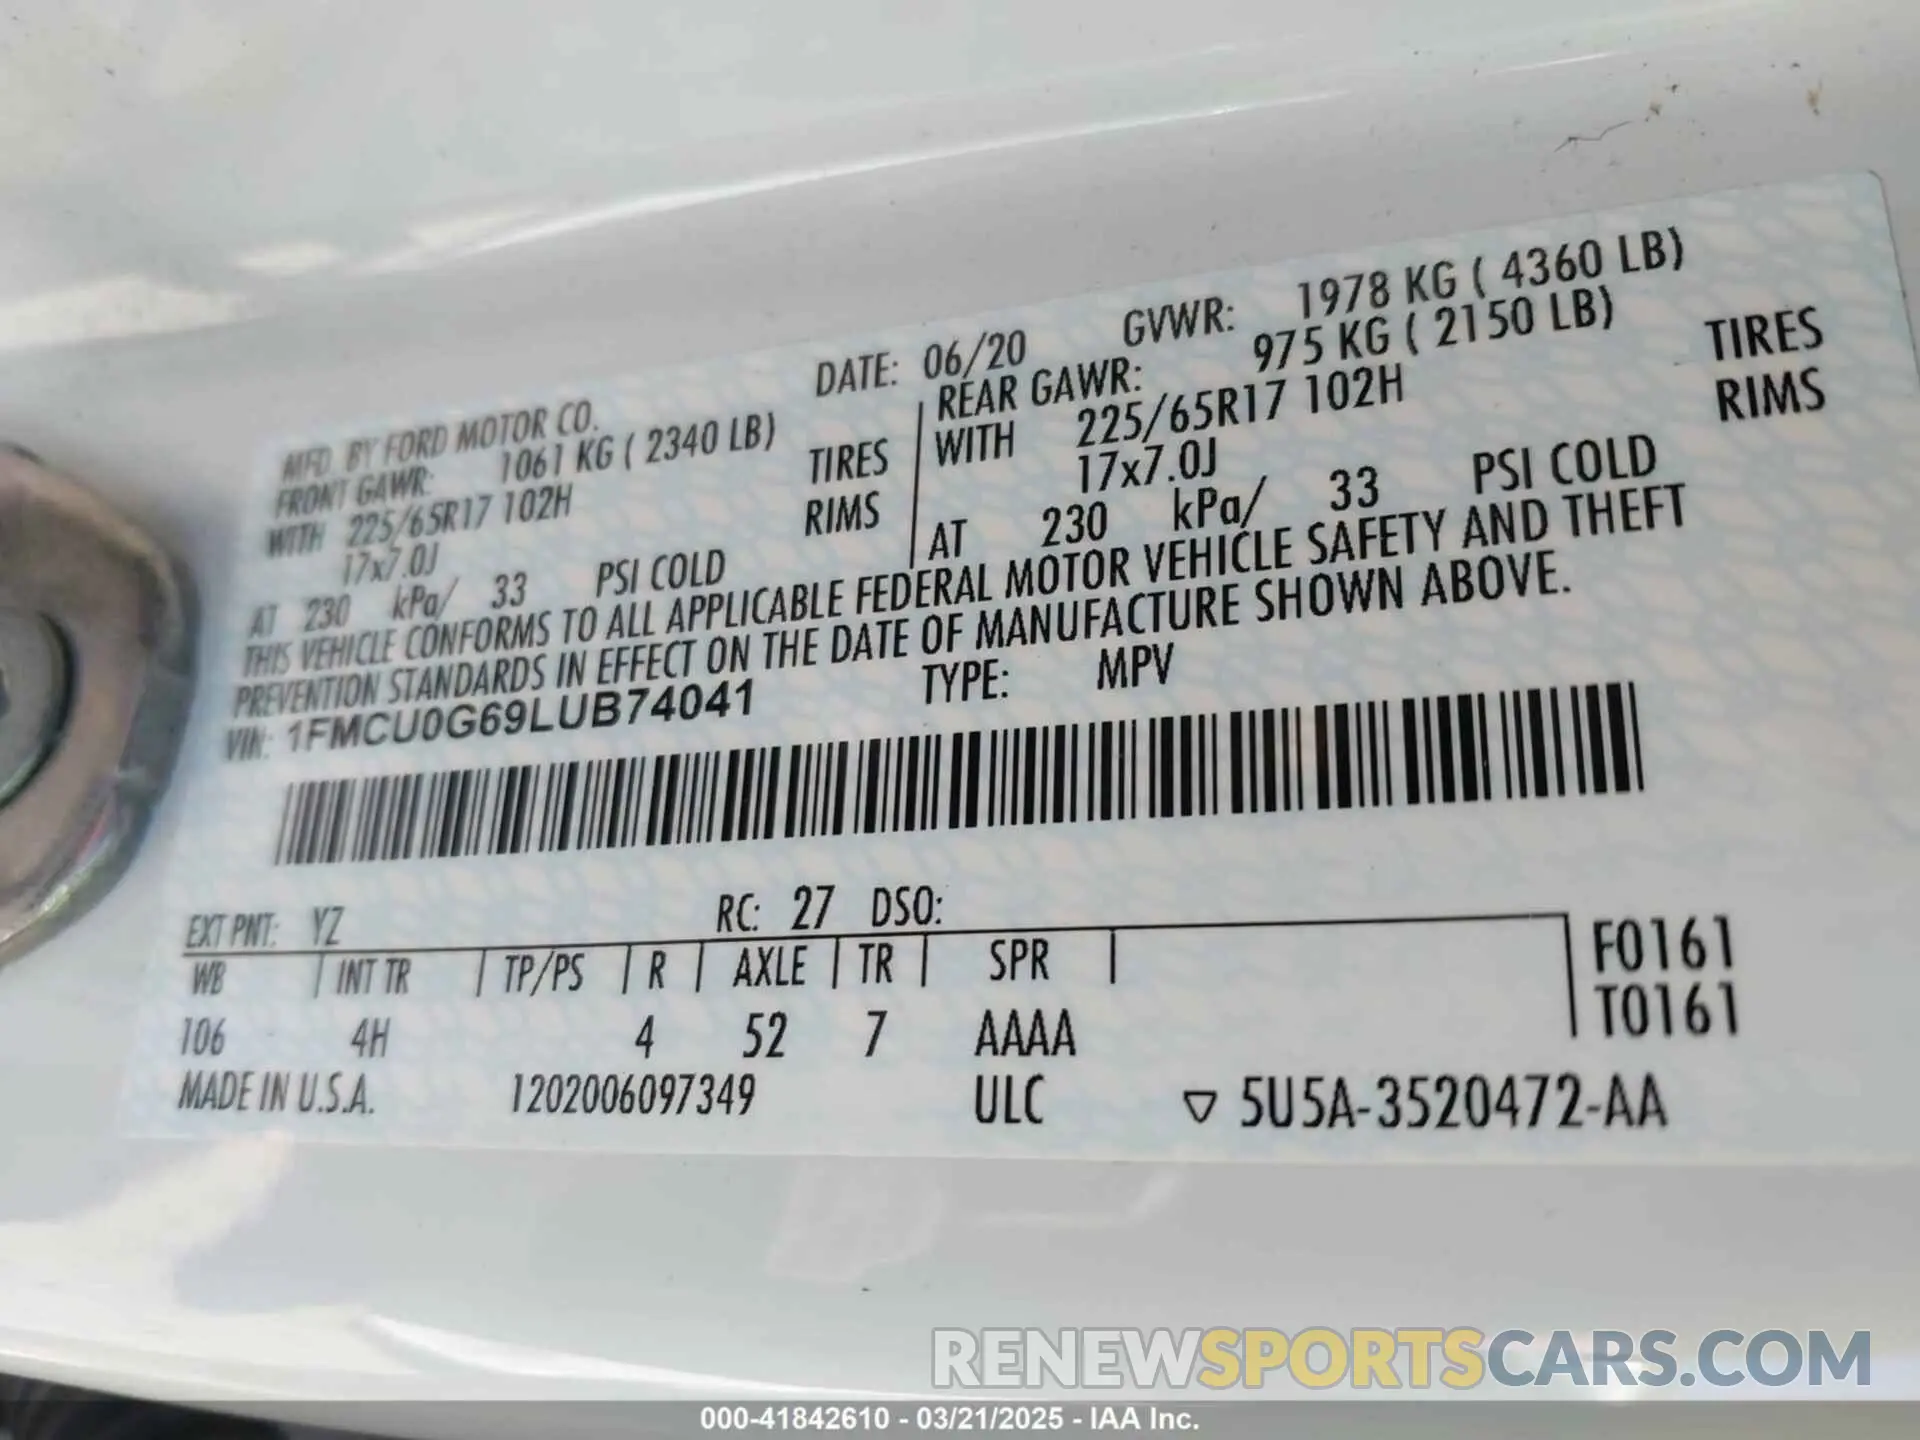 MFD. BY FORD MOTOR CO. DATE: 06/20 GVWR: 1978 KG ( 4360 LB)
FRONT GAWR: 1061 KG ( 2340 LB) REAR GAWR: 975 KG ( 2150 LB)
WITH 225/65R17 102H TIRES WITH 225/65R17 102H TIRES
17x7.0J RIMS 17x7.0J RIMS
AT 230 kPa/ 33 PSI COLD AT 230 kPa/ 33 PSI COLD
THIS VEHICLE CONFORMS TO ALL APPLICABLE FEDERAL MOTOR VEHICLE SAFETY AND THEFT
PREVENTION STANDARDS IN EFFECT ON THE DATE OF MANUFACTURE SHOWN ABOVE.
VIN: 1FMCU0G69LUB74041 TYPE: MPV
EXT PNT: YZ RC: 27 DSO:
WB INT TR TP/PS R AXLE TR SPR F0161
106 4H 4 52 7 AAAA T0161
MADE IN U.S.A. 1202006097349 ULC ▽ 5U5A-3520472-AA
RENEWSPORTSCARS.COM
000-41842610 - 03/21/2025 - IAA Inc.